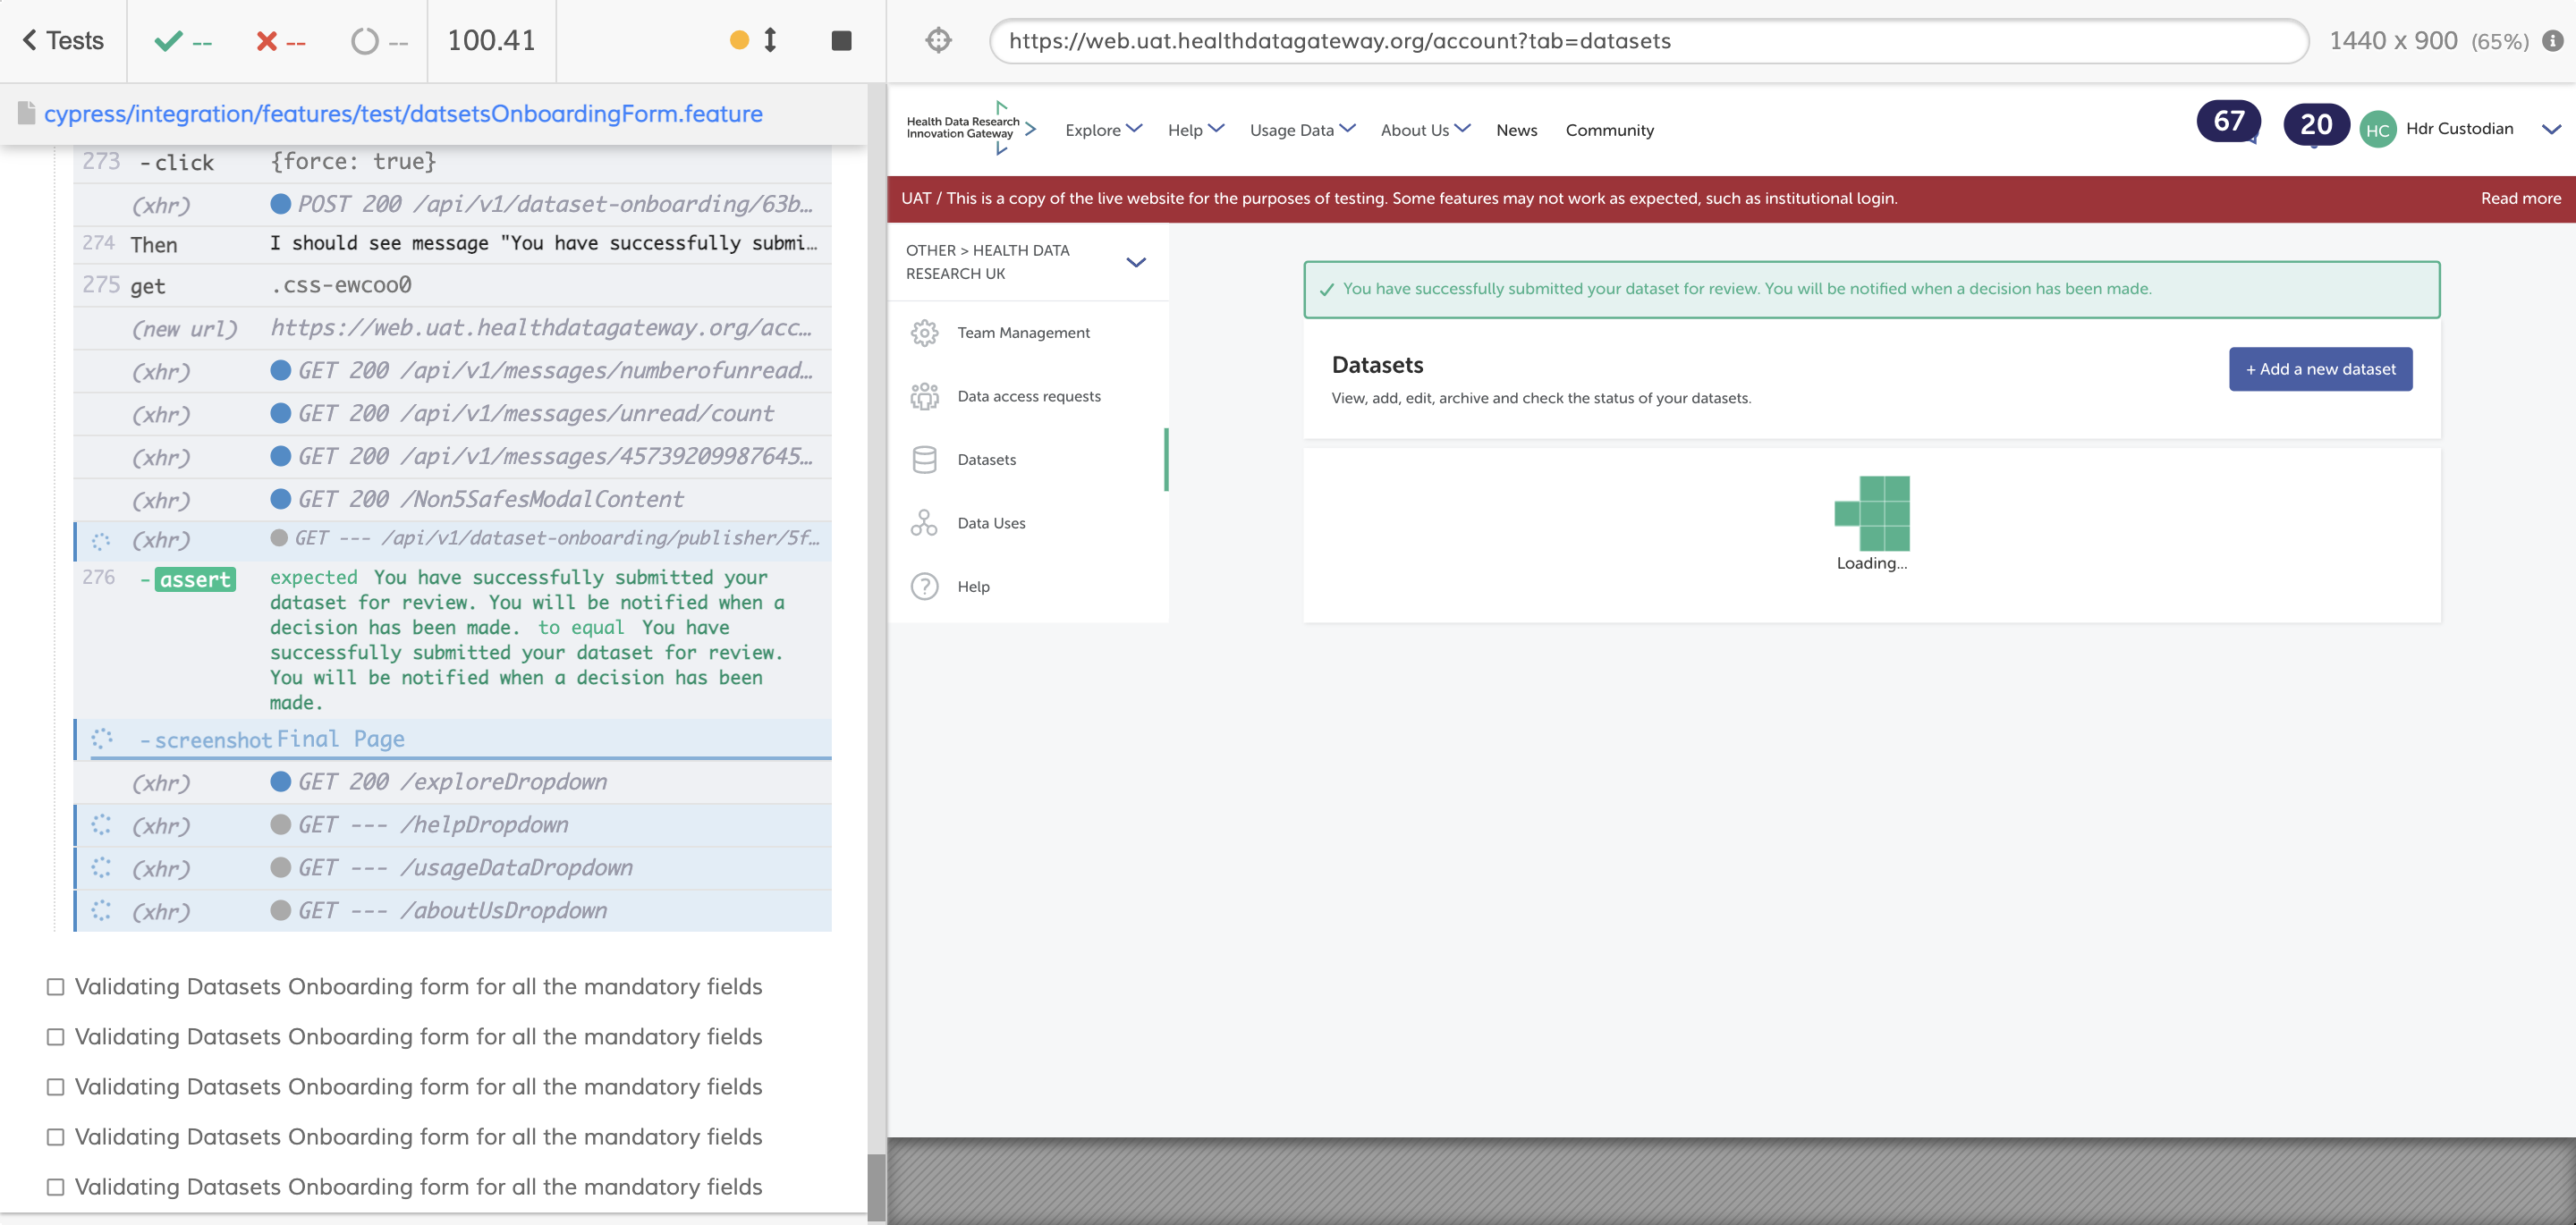 Tests
--
--
--
100.41
https://web.uat.healthdatagateway.org/account?tab=datasets
1440 x 900 (65%)
cypress/integration/features/test/datsetsOnboardingForm.feature
273 -click {force: true}
(xhr) POST 200 /api/v1/dataset-onboarding/63b…
274 Then I should see message "You have successfully submi…
275 get .css-ewcoo0
(new url) https://web.uat.healthdatagateway.org/acc…
(xhr) GET 200 /api/v1/messages/numberofunread…
(xhr) GET 200 /api/v1/messages/unread/count
(xhr) GET 200 /api/v1/messages/45739209987645…
(xhr) GET 200 /Non5SafesModalContent
(xhr) GET --- /api/v1/dataset-onboarding/publisher/5f…
276 -assert expected You have successfully submitted your
dataset for review. You will be notified when a
decision has been made. to equal You have
successfully submitted your dataset for review.
You will be notified when a decision has been
made.
-screenshot Final Page
(xhr) GET 200 /exploreDropdown
(xhr) GET --- /helpDropdown
(xhr) GET --- /usageDataDropdown
(xhr) GET --- /aboutUsDropdown
Validating Datasets Onboarding form for all the mandatory fields
Validating Datasets Onboarding form for all the mandatory fields
Validating Datasets Onboarding form for all the mandatory fields
Validating Datasets Onboarding form for all the mandatory fields
Validating Datasets Onboarding form for all the mandatory fields
Health Data Research
Innovation Gateway
Explore
Help
Usage Data
About Us
News
Community
67
20
HC
Hdr Custodian
UAT / This is a copy of the live website for the purposes of testing. Some features may not work as expected, such as institutional login.
Read more
OTHER > HEALTH DATA
RESEARCH UK
Team Management
Data access requests
Datasets
Data Uses
Help
You have successfully submitted your dataset for review. You will be notified when a decision has been made.
Datasets
View, add, edit, archive and check the status of your datasets.
+ Add a new dataset
Loading...